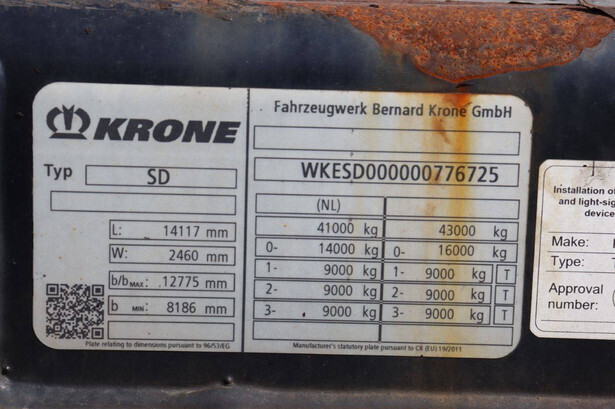 KRONE
Typ SD
L: 14117 mm
W: 2460 mm
b/bMAX: 12775 mm
b MIN: 8186 mm
Plate relating to dimensions pursuant to 96/53/EG
Fahrzeugwerk Bernard Krone GmbH
WKESD000000776725
(NL)
41000 kg 43000 kg
0- 14000 kg 0- 16000 kg
1- 9000 kg 1- 9000 kg T
2- 9000 kg 2- 9000 kg T
3- 9000 kg 3- 9000 kg T
Manufacturer's statutory plate pursuant to CR (EU) 19/2011
Installation of
and light-sig
device
Make:
Type:
Approval
number: